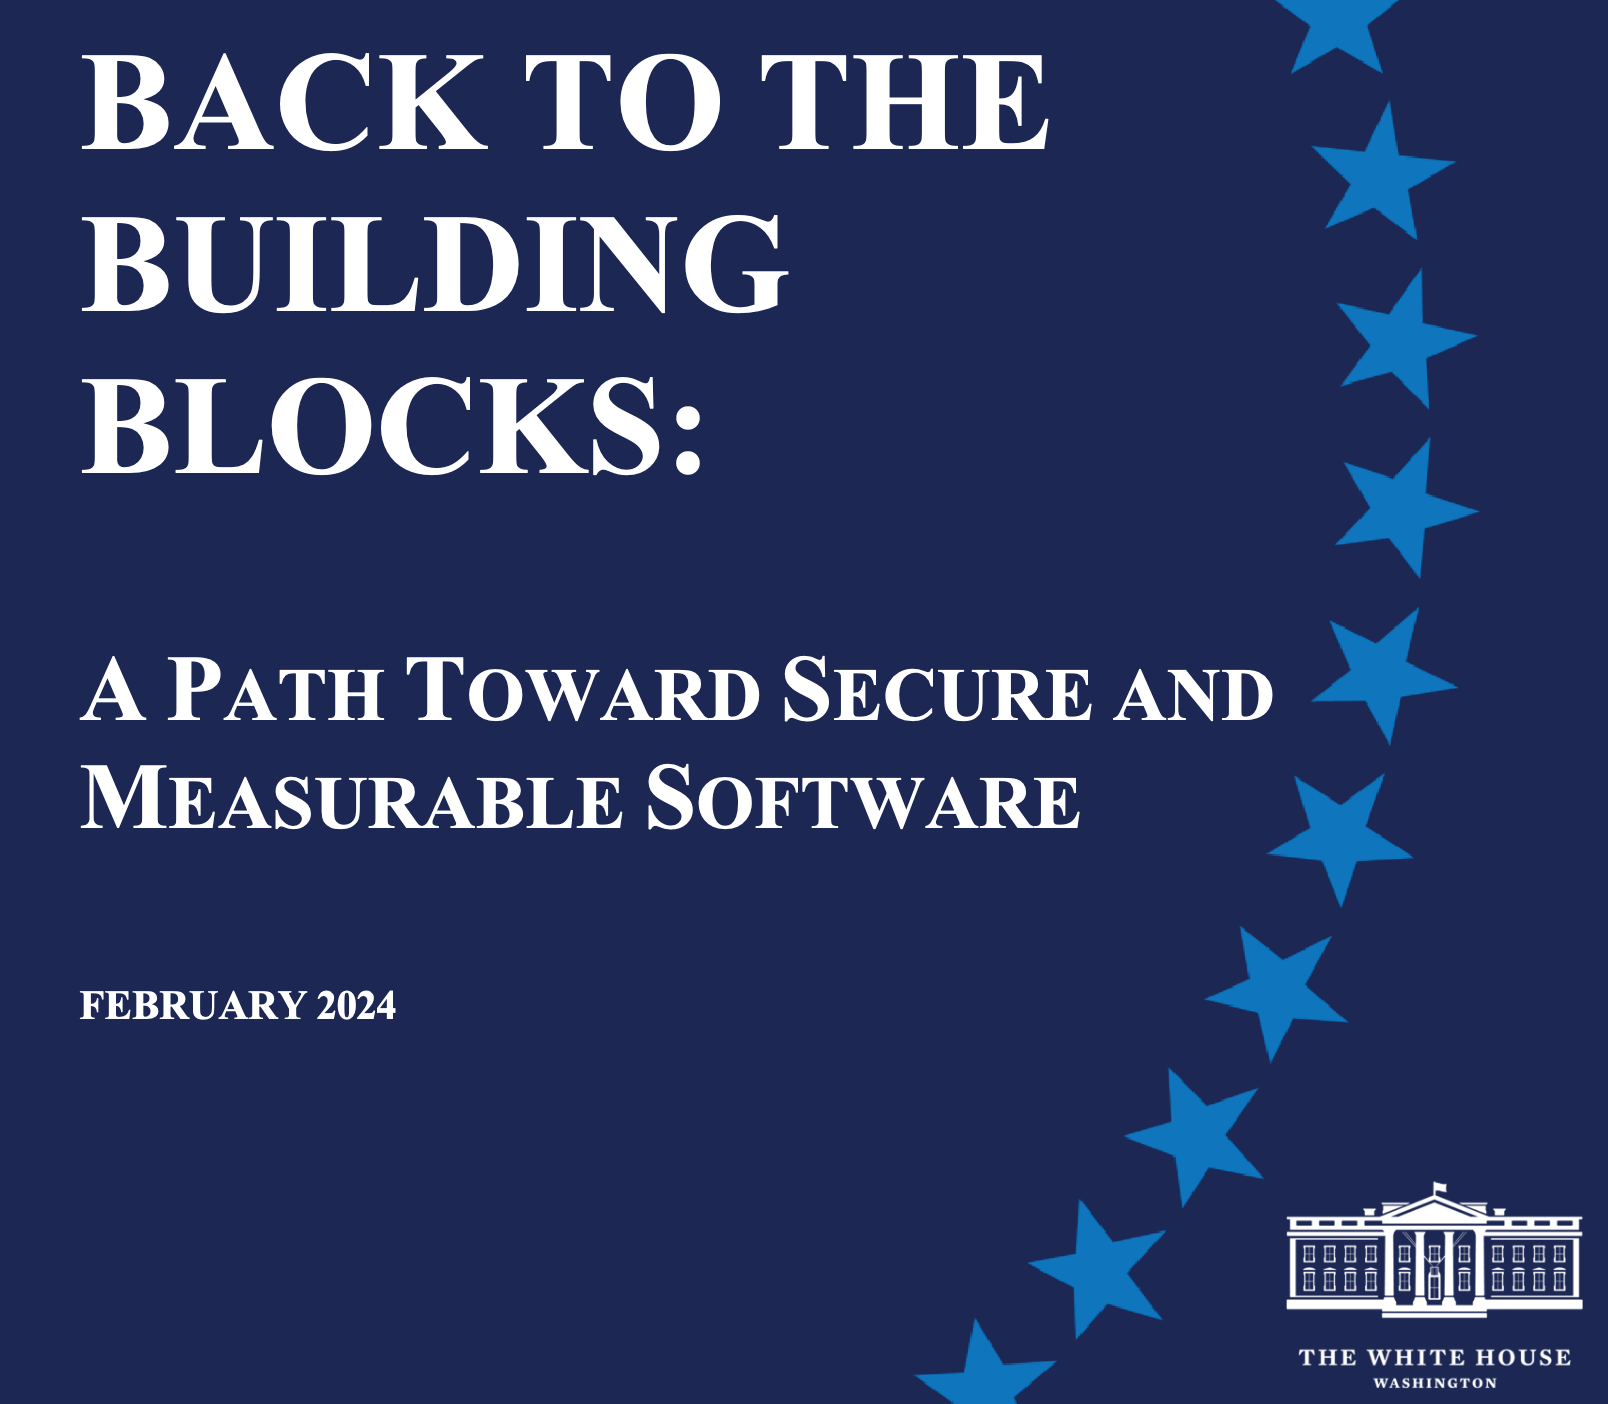 BACK TO THE
BUILDING
BLOCKS:
A PATH TOWARD SECURE AND
MEASURABLE SOFTWARE
FEBRUARY 2024
THE WHITE HOUSE
WASHINGTON